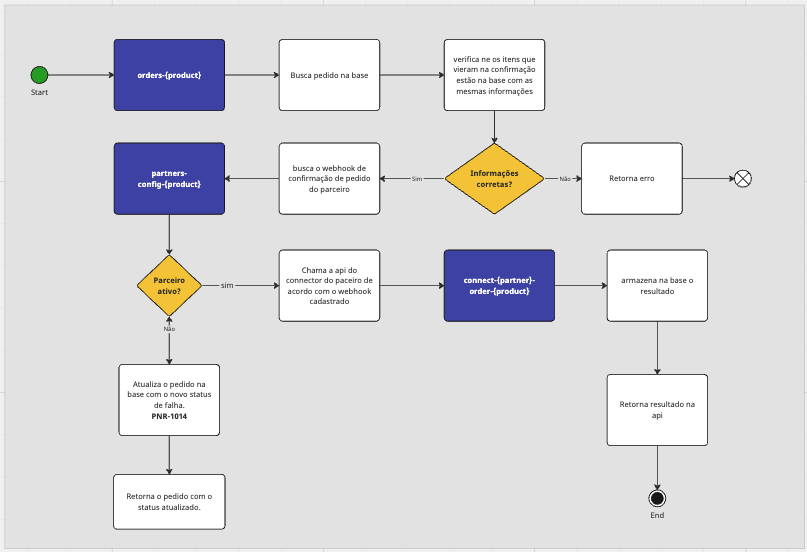 orders-{product}
Busca pedido na base
verifica ne os itens que
vieram na confirmação
estão na base com as
mesmas informações
Start
partners-
config-{product}
busca o webhook de
confirmação de pedido
do parceiro
Sim
Informações
corretas?
Não
Retorna erro
Parceiro
ativo?
sim
Chama a api do
connector do paceiro de
acordo com o webhook
cadastrado
connect-{partner}-
order-{product}
armazena na base o
resultado
Não
Atualiza o pedido na
base com o novo status
de falha.
PNR-1014
Retorna resultado na
api
Retorna o pedido com o
status atualizado.
End